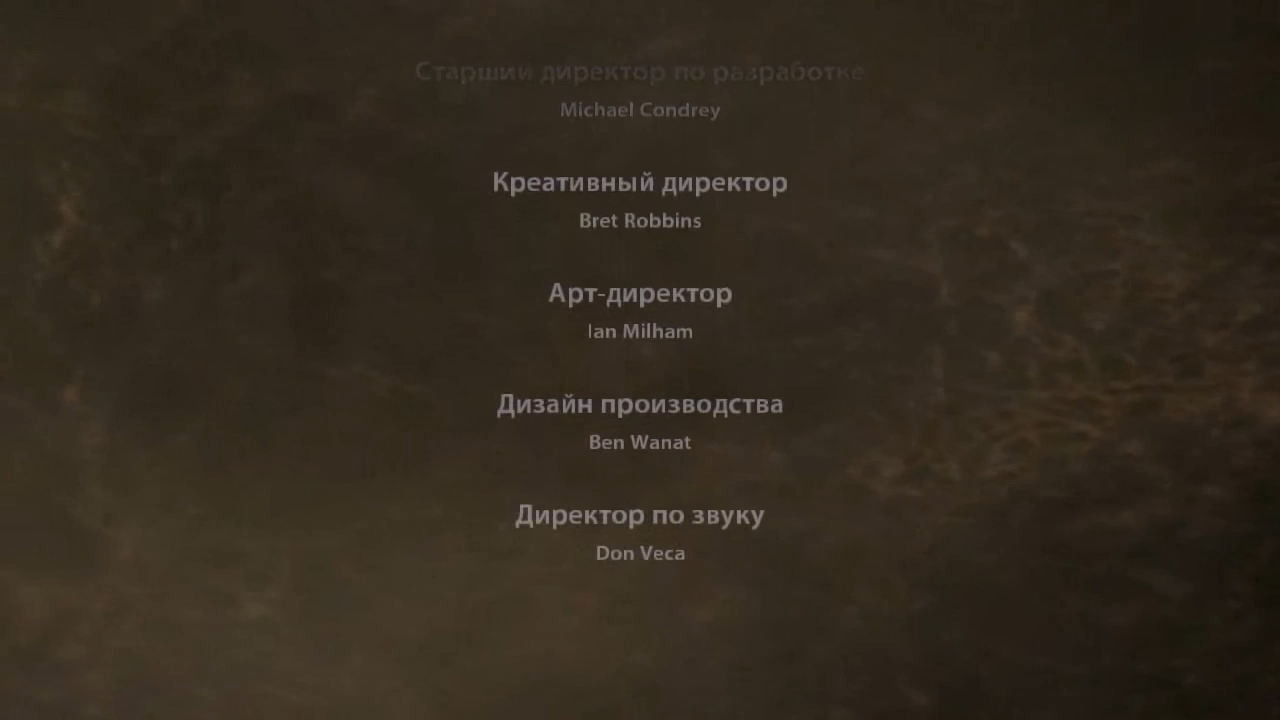 Старший директор по разработке
Michael Condrey
Креативный директор
Bret Robbins
Арт-директор
Ian Milham
Дизайн производства
Ben Wanat
Директор по звуку
Don Veca